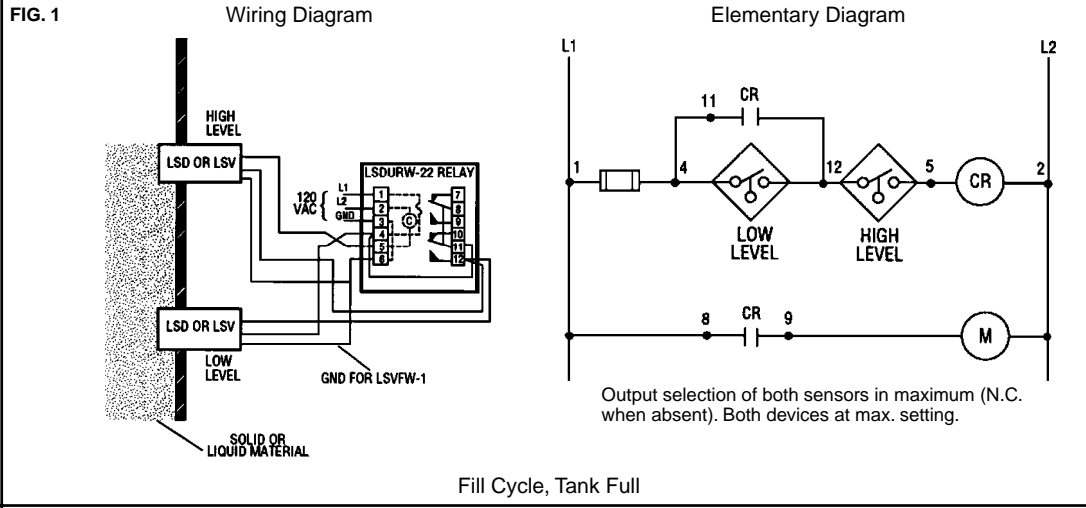 FIG. 1
Wiring Diagram
Elementary Diagram
HIGH
LEVEL
LSD OR LSV
LSDURW-22 RELAY
120
VAC
L1
L2
GND
1
2
3
4
5
6
C
7
8
9
10
11
12
LSD OR LSV
LOW
LEVEL
GND FOR LSVFW-1
SOLID OR
LIQUID MATERIAL
L1
L2
11
CR
1
4
12
5
CR
2
LOW
LEVEL
HIGH
LEVEL
8
CR
9
M
Output selection of both sensors in maximum (N.C.
when absent). Both devices at max. setting.
Fill Cycle, Tank Full